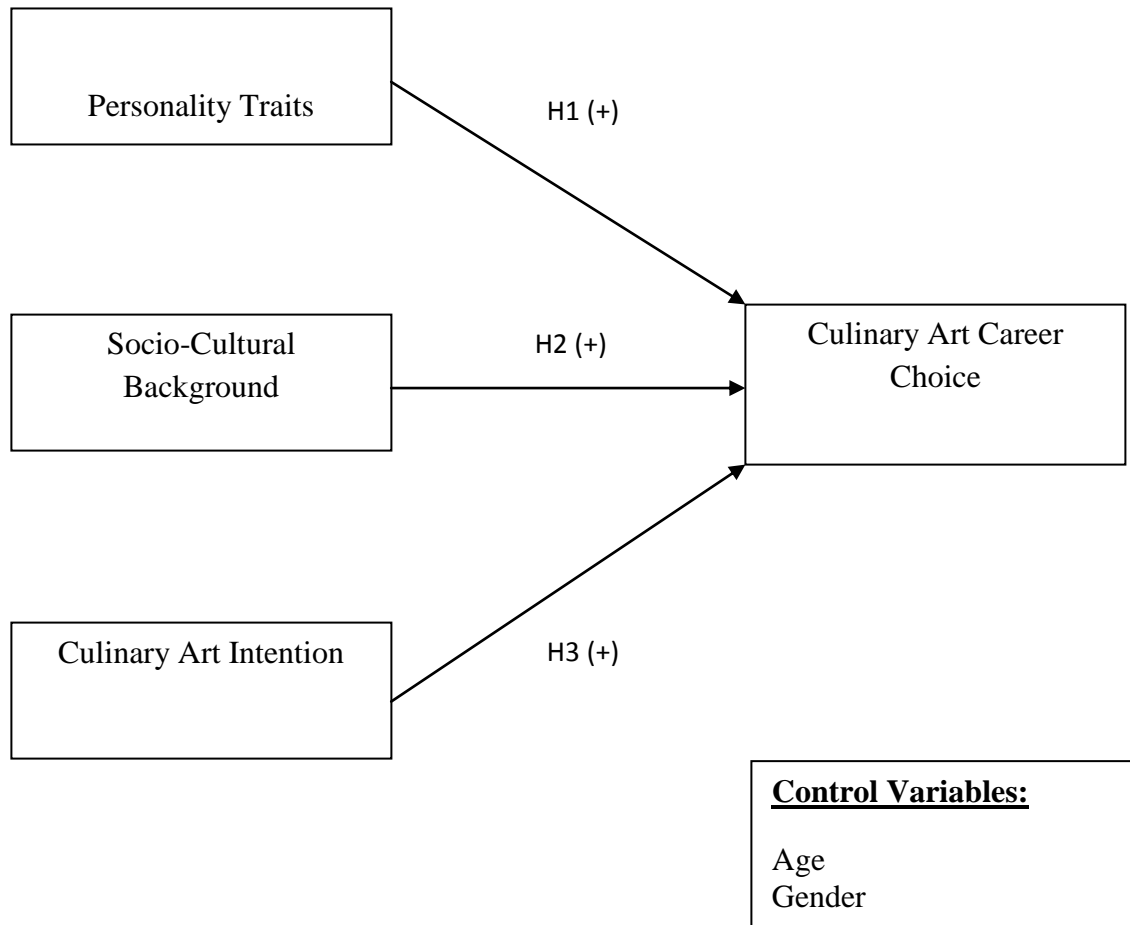 Personality Traits
H1 (+)
Socio-Cultural
Background
H2 (+)
Culinary Art Career
Choice
Culinary Art Intention
H3 (+)
Control Variables:
Age
Gender